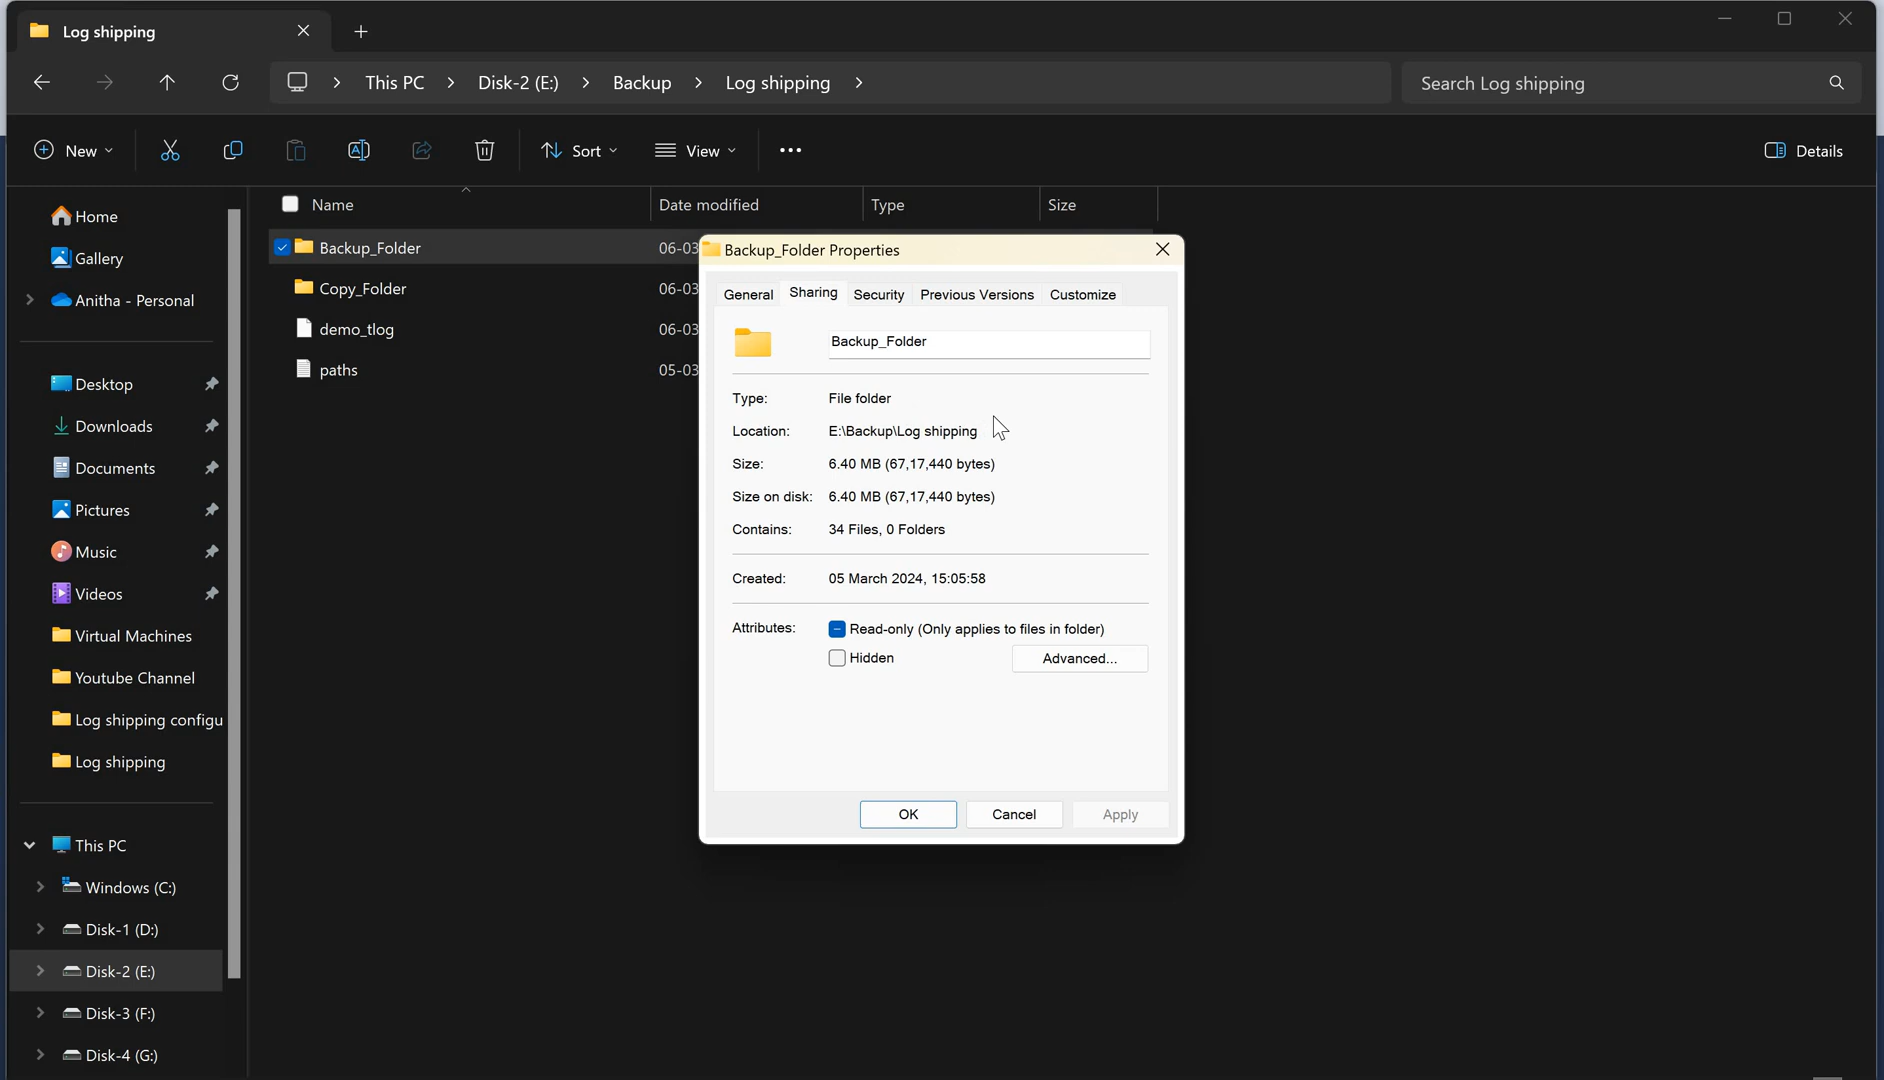 Log shipping
This PC > Disk-2 (E:) > Backup > Log shipping >
Search Log shipping
New
Sort
View
Details
Home
Gallery
Anitha - Personal
Desktop
Downloads
Documents
Pictures
Music
Videos
Virtual Machines
Youtube Channel
Log shipping configu
Log shipping
This PC
Windows (C:)
Disk-1 (D:)
Disk-2 (E:)
Disk-3 (F:)
Disk-4 (G:)
Name Date modified Type Size
Backup_Folder 06-03
Copy_Folder 06-03
demo_tlog 06-03
paths 05-03
Backup_Folder Properties
General Sharing Security Previous Versions Customize
Backup_Folder
Type: File folder
Location: E:\Backup\Log shipping
Size: 6.40 MB (67,17,440 bytes)
Size on disk: 6.40 MB (67,17,440 bytes)
Contains: 34 Files, 0 Folders
Created: 05 March 2024, 15:05:58
Attributes: Read-only (Only applies to files in folder)
Hidden Advanced...
OK Cancel Apply